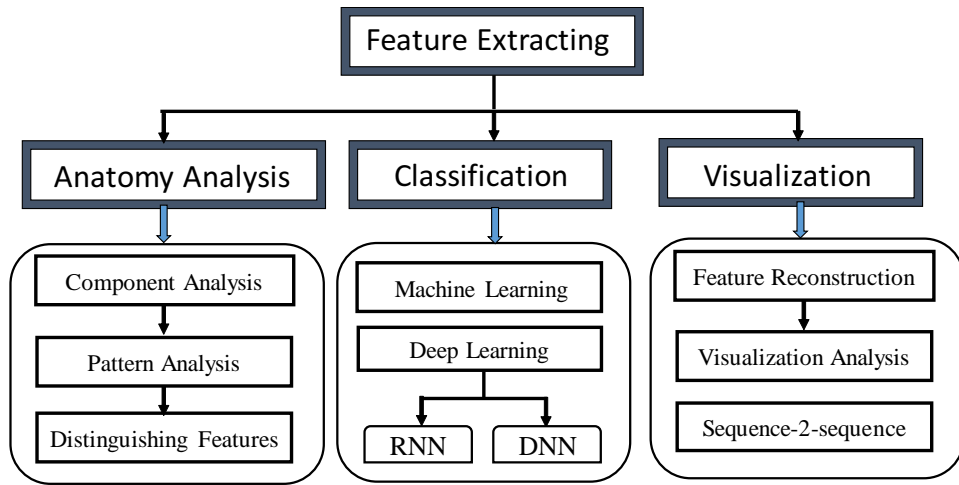 Feature Extracting
Anatomy Analysis
Classification
Visualization
Component Analysis
Pattern Analysis
Distinguishing Features
Machine Learning
Deep Learning
RNN
DNN
Feature Reconstruction
Visualization Analysis
Sequence-2-sequence